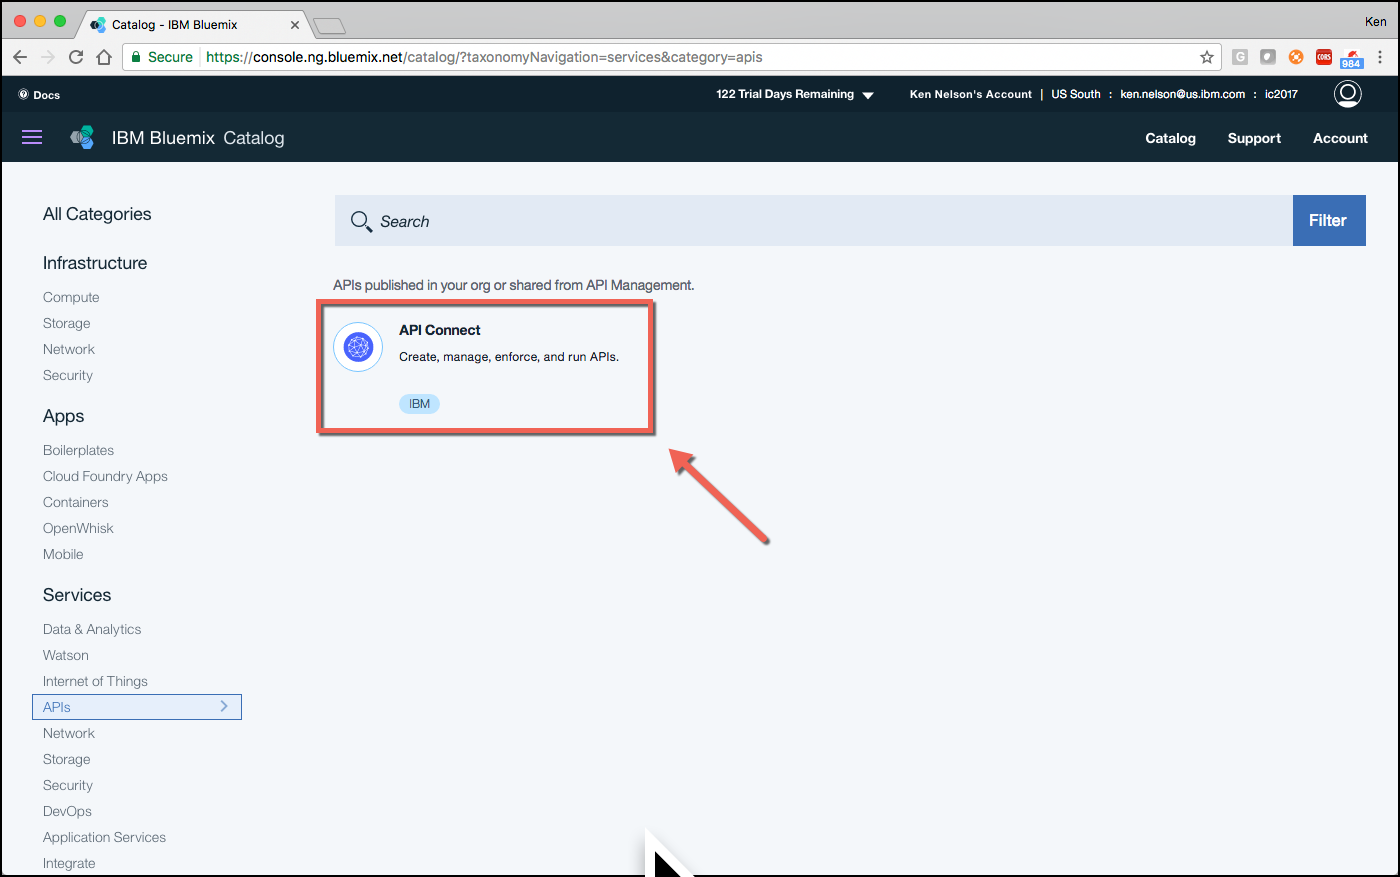 Catalog - IBM Bluemix
Ken
Secure https://console.ng.bluemix.net/catalog/?taxonomyNavigation=services&category=apis
G
CORS
984
Docs
122 Trial Days Remaining
Ken Nelson's Account | US South : ken.nelson@us.ibm.com : ic2017
IBM Bluemix Catalog
Catalog Support Account
All Categories
Infrastructure
Compute
Storage
Network
Security
Apps
Boilerplates
Cloud Foundry Apps
Containers
OpenWhisk
Mobile
Services
Data & Analytics
Watson
Internet of Things
APIs
Network
Storage
Security
DevOps
Application Services
Integrate
Search
Filter
APIs published in your org or shared from API Management.
API Connect
Create, manage, enforce, and run APIs.
IBM